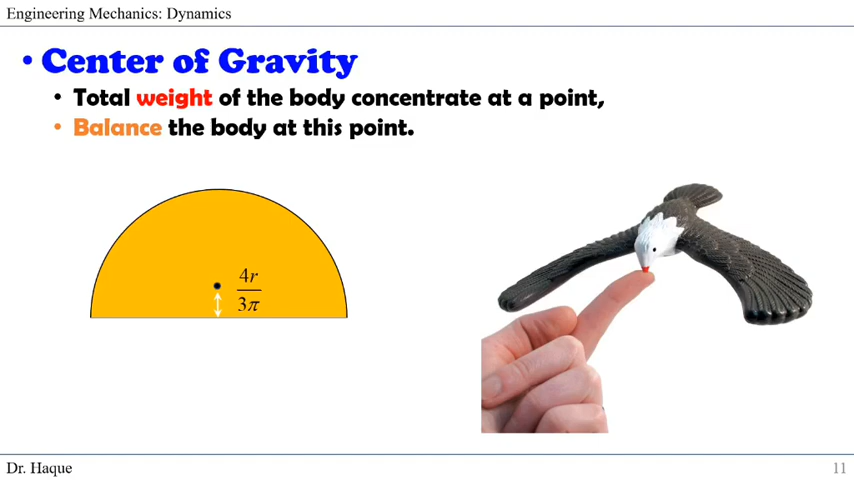 Engineering Mechanics: Dynamics
• Center of Gravity
• Total weight of the body concentrate at a point,
• Balance the body at this point.
4r
3π
Dr. Haque
11